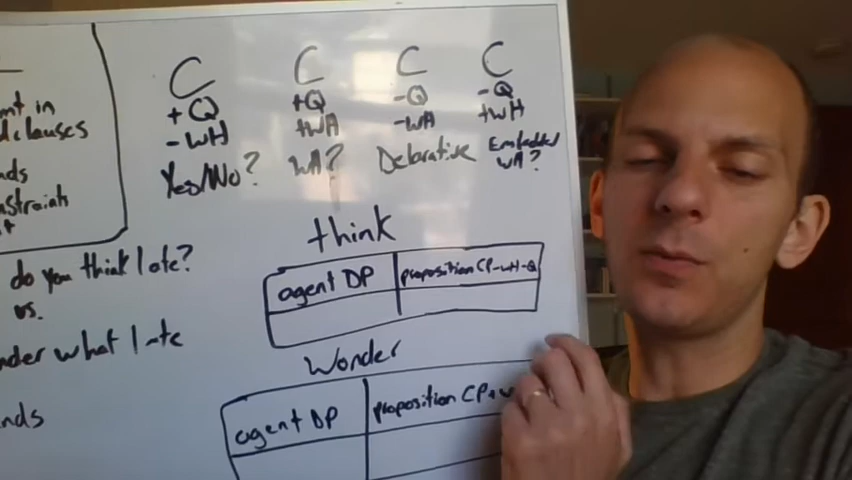 C C C C
+Q +Q -Q -Q
-wH +wH -wH +wH
Yes/No? wH? Declarative Embedded
wH?
nt in
clauses
nds
straints
do you think I ate?
vs.
nder what I ate
nds
think
agent DP proposition CP-wH-Q
Wonder
agent DP proposition CP+w